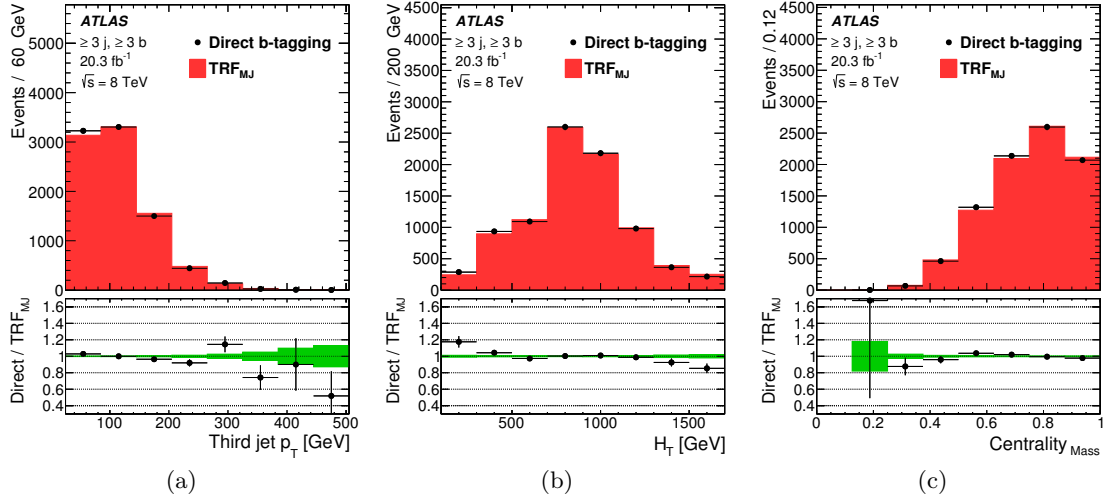 ATLAS
≥ 3 j, ≥ 3 b
20.3 fb⁻¹
√s = 8 TeV
Direct b-tagging
TRF_MJ
Events / 60 GeV
5000
4000
3000
2000
1000
0
Direct / TRF_MJ
1.6
1.4
1.2
1.0
0.8
0.6
0.4
100 200 300 400 500
Third jet p_T [GeV]
(a)
ATLAS
≥ 3 j, ≥ 3 b
20.3 fb⁻¹
√s = 8 TeV
Direct b-tagging
TRF_MJ
Events / 200 GeV
4500
4000
3500
3000
2500
2000
1500
1000
500
0
Direct / TRF_MJ
1.6
1.4
1.2
1.0
0.8
0.6
0.4
500 1000 1500
H_T [GeV]
(b)
ATLAS
≥ 3 j, ≥ 3 b
20.3 fb⁻¹
√s = 8 TeV
Direct b-tagging
TRF_MJ
Events / 0.12
4500
4000
3500
3000
2500
2000
1500
1000
500
0
Direct / TRF_MJ
1.6
1.4
1.2
1.0
0.8
0.6
0.4
0 0.2 0.4 0.6 0.8 1
Centrality_Mass
(c)